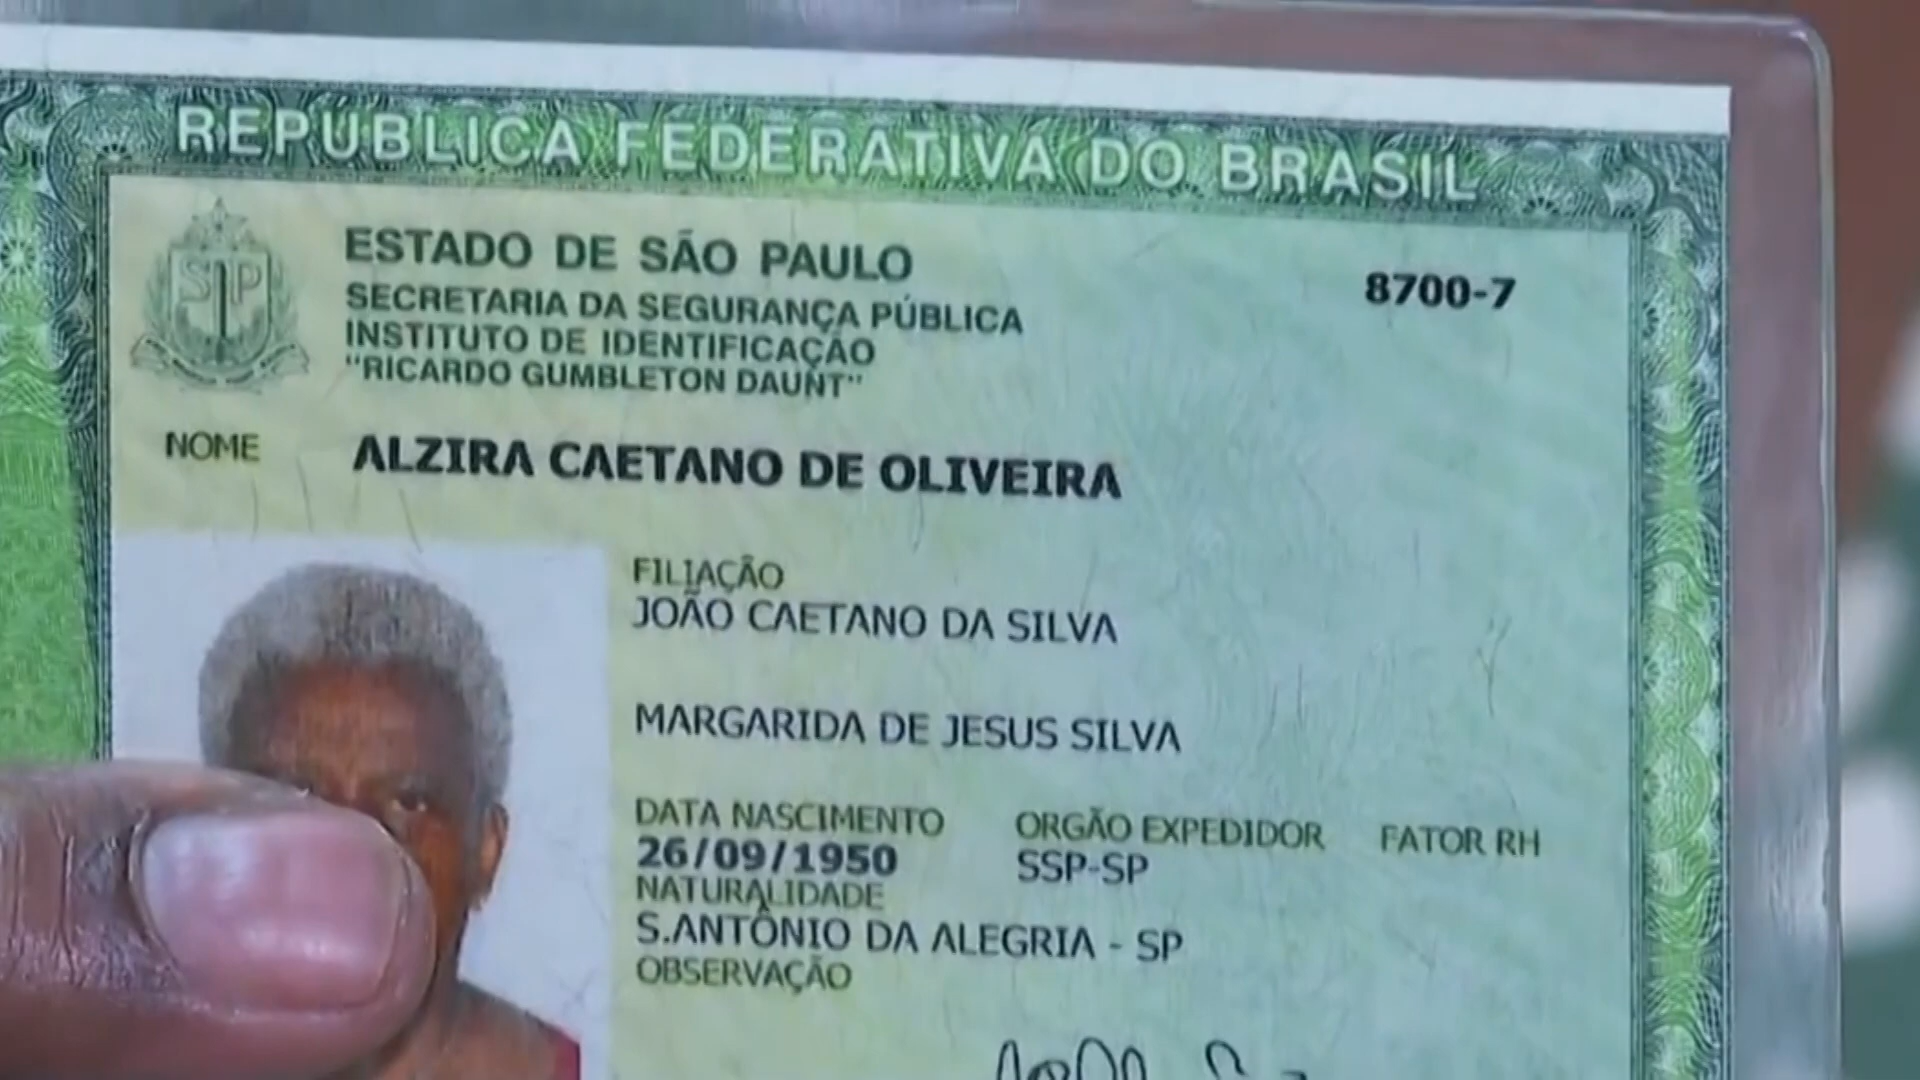 REPÚBLICA FEDERATIVA DO BRASIL
SP
ESTADO DE SÃO PAULO
8700-7
SECRETARIA DA SEGURANÇA PÚBLICA
INSTITUTO DE IDENTIFICAÇÃO
"RICARDO GUMBLETON DAUNT"
NOME ALZIRA CAETANO DE OLIVEIRA
FILIAÇÃO
JOÃO CAETANO DA SILVA
MARGARIDA DE JESUS SILVA
DATA NASCIMENTO ORGÃO EXPEDIDOR FATOR RH
26/09/1950 SSP-SP
NATURALIDADE
S.ANTÔNIO DA ALEGRIA - SP
OBSERVAÇÃO